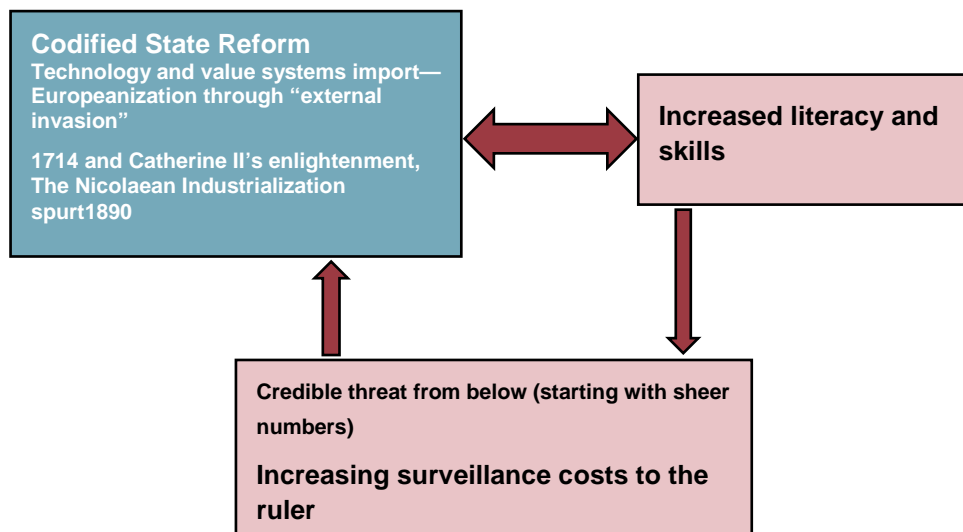 Codified State Reform
Technology and value systems import—
Europeanization through “external
invasion”
1714 and Catherine II’s enlightenment,
The Nicolaean Industrialization
spurt1890
Increased literacy and
skills
Credible threat from below (starting with sheer
numbers)
Increasing surveillance costs to the
ruler